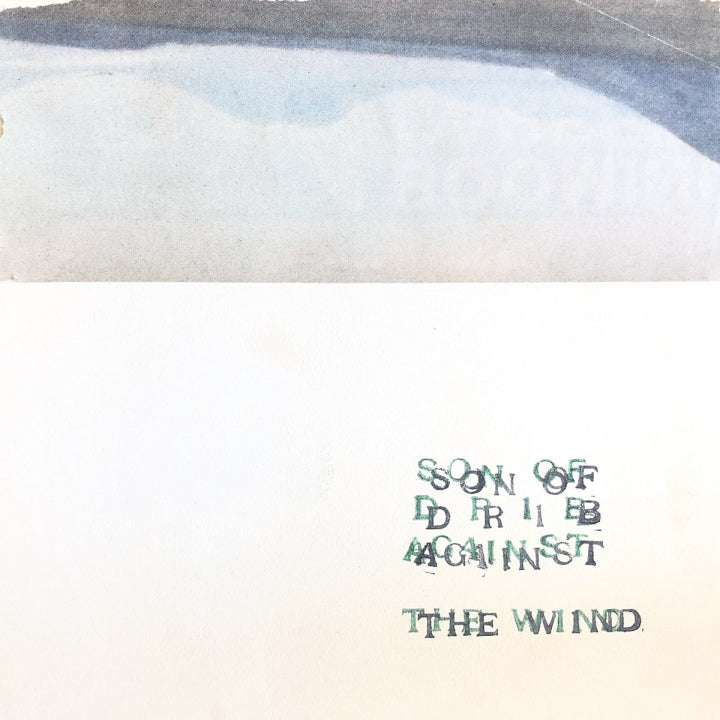 SON OF
DRIB
AGAINST
THE WIND